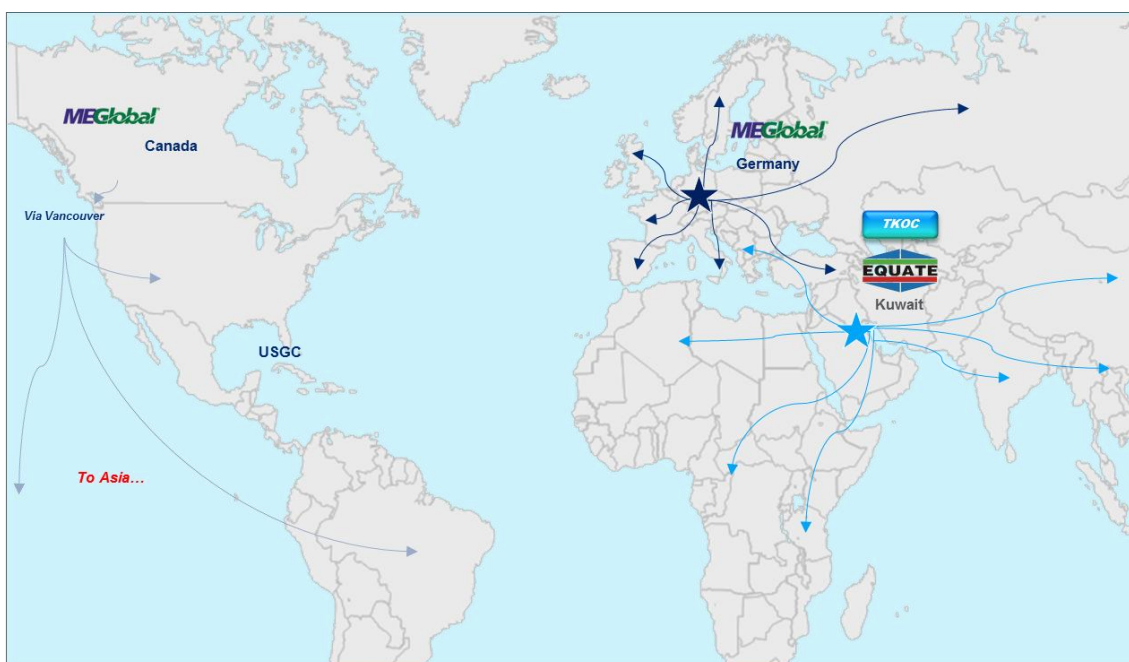 MEGlobal
Canada
Via Vancouver
USGC
To Asia...
MEGlobal
Germany
TKOC
EQUATE
Kuwait